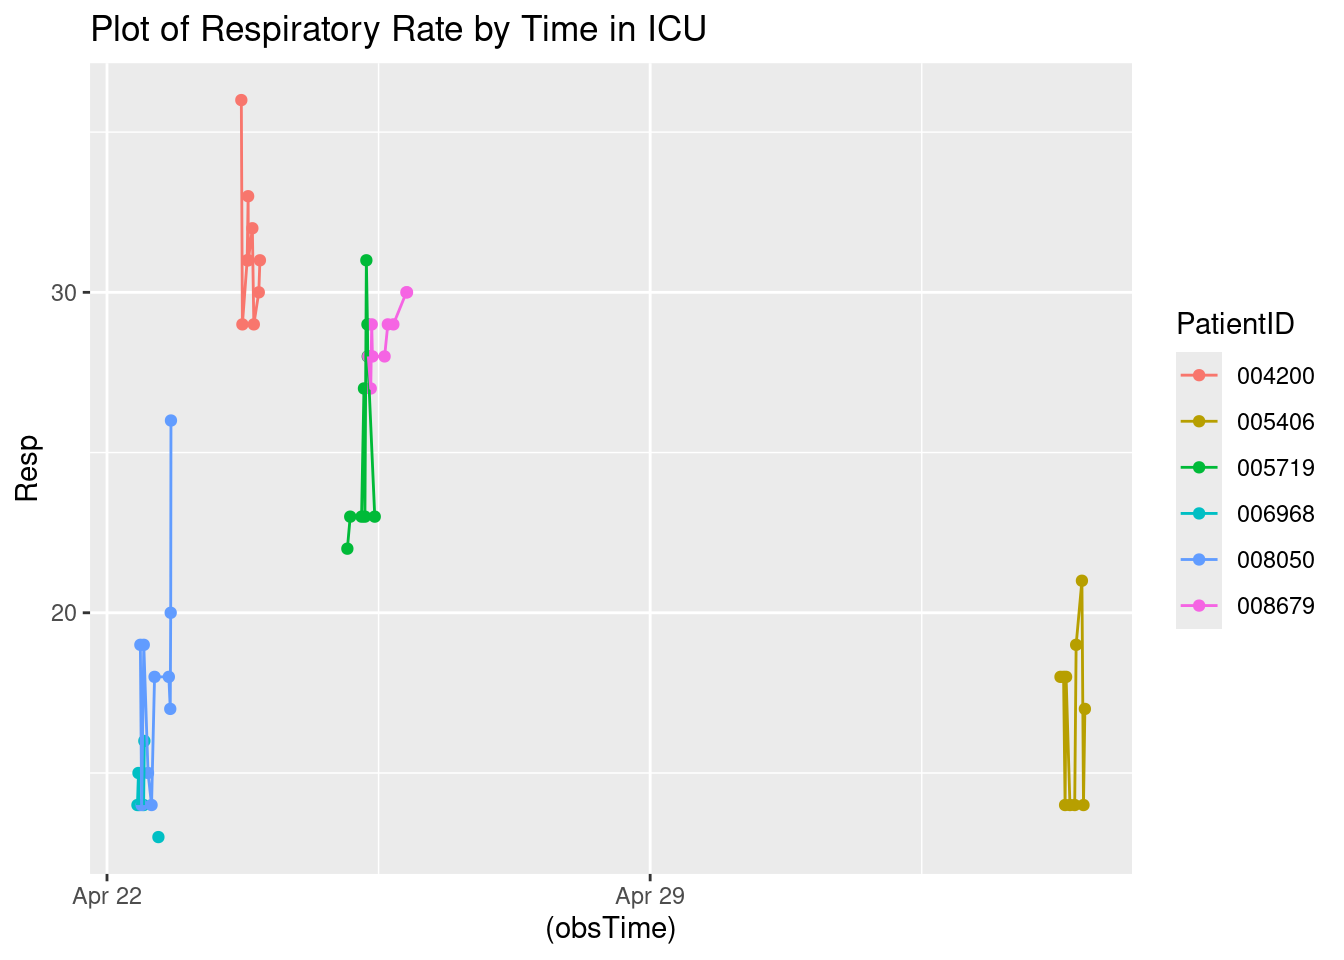 Plot of Respiratory Rate by Time in ICU
30
20
Resp
Apr 22
Apr 29
(obsTime)
PatientID
004200
005406
005719
006968
008050
008679